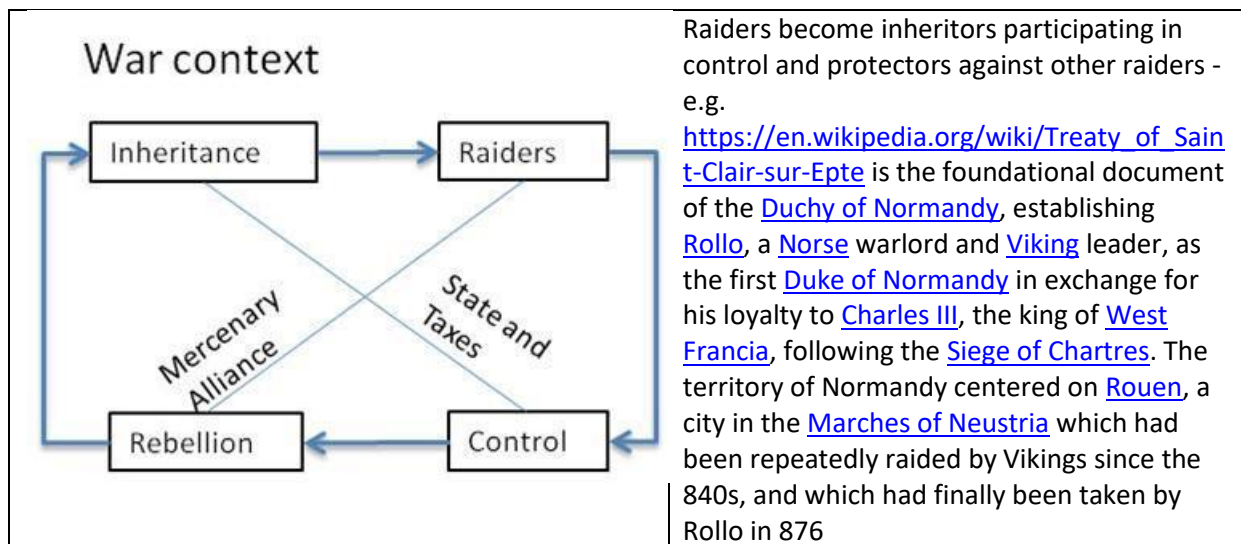 War context
Inheritance
Raiders
Mercenary
Alliance
State and
Taxes
Rebellion
Control
Raiders become inheritors participating in
control and protectors against other raiders -
e.g.
https://en.wikipedia.org/wiki/Treaty_of_Sain
t-Clair-sur-Epte is the foundational document
of the Duchy of Normandy, establishing
Rollo, a Norse warlord and Viking leader, as
the first Duke of Normandy in exchange for
his loyalty to Charles III, the king of West
Francia, following the Siege of Chartres. The
territory of Normandy centered on Rouen, a
city in the Marches of Neustria which had
been repeatedly raided by Vikings since the
840s, and which had finally been taken by
Rollo in 876